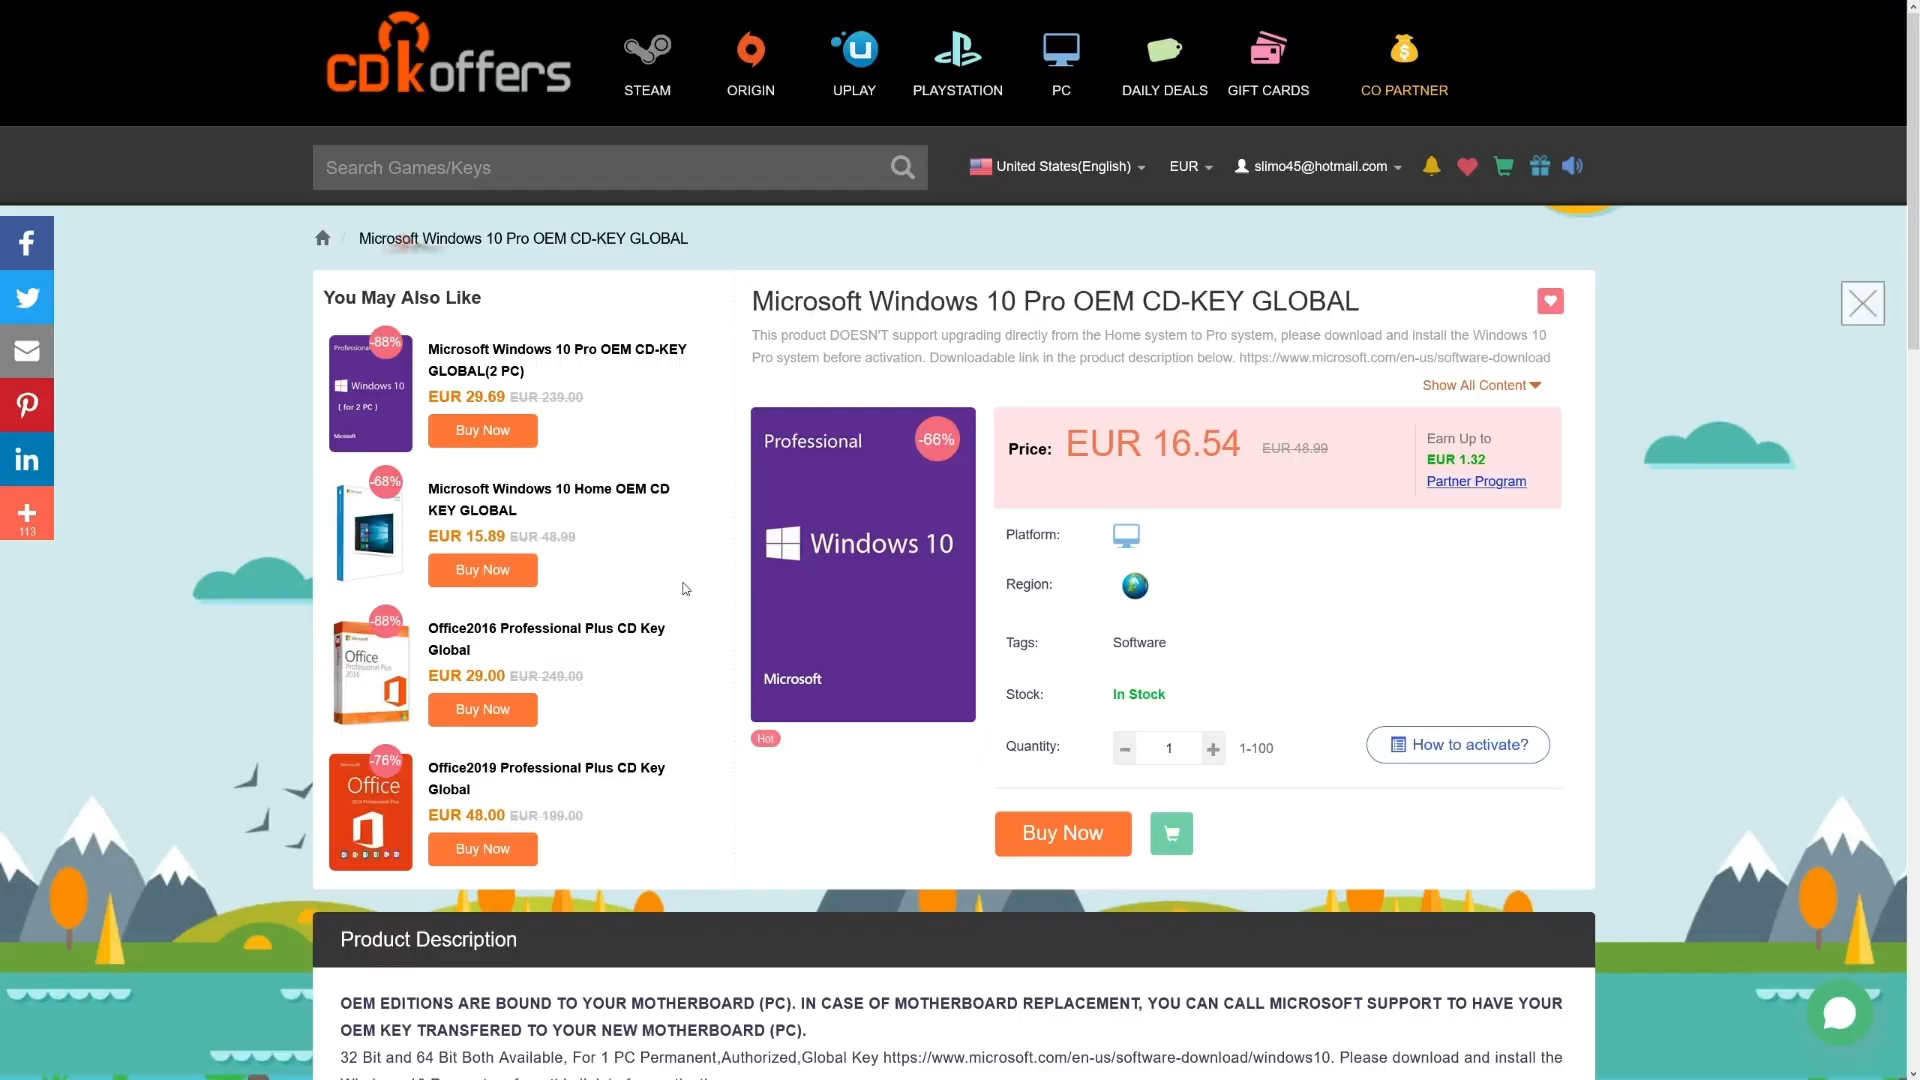 CDkoffers
STEAM
ORIGIN
UPLAY
PLAYSTATION
PC
DAILY DEALS
GIFT CARDS
CO PARTNER
Search Games/Keys
United States(English)
EUR
slimo45@hotmail.com
/ Microsoft Windows 10 Pro OEM CD-KEY GLOBAL
113
You May Also Like
-88%
Professional
Windows 10
( for 2 PC )
Microsoft
Microsoft Windows 10 Pro OEM CD-KEY
GLOBAL(2 PC)
EUR 29.69 EUR 239.00
Buy Now
-68%
Microsoft Windows 10 Home OEM CD
KEY GLOBAL
EUR 15.89 EUR 48.99
Buy Now
-88%
Office
Professional Plus
2016
Office2016 Professional Plus CD Key
Global
EUR 29.00 EUR 249.00
Buy Now
-76%
Office
Office2019 Professional Plus CD Key
Global
EUR 48.00 EUR 199.00
Buy Now
Microsoft Windows 10 Pro OEM CD-KEY GLOBAL
This product DOESN'T support upgrading directly from the Home system to Pro system, please download and install the Windows 10
Pro system before activation. Downloadable link in the product description below. https://www.microsoft.com/en-us/software-download
Show All Content
Professional
-66%
Windows 10
Microsoft
Hot
Price: EUR 16.54 EUR 48.99
Earn Up to
EUR 1.32
Partner Program
Platform:
Region:
Tags: Software
Stock: In Stock
Quantity: - 1 + 1-100
How to activate?
Buy Now
Product Description
OEM EDITIONS ARE BOUND TO YOUR MOTHERBOARD (PC). IN CASE OF MOTHERBOARD REPLACEMENT, YOU CAN CALL MICROSOFT SUPPORT TO HAVE YOUR
OEM KEY TRANSFERED TO YOUR NEW MOTHERBOARD (PC).
32 Bit and 64 Bit Both Available, For 1 PC Permanent,Authorized,Global Key https://www.microsoft.com/en-us/software-download/windows10. Please download and install the